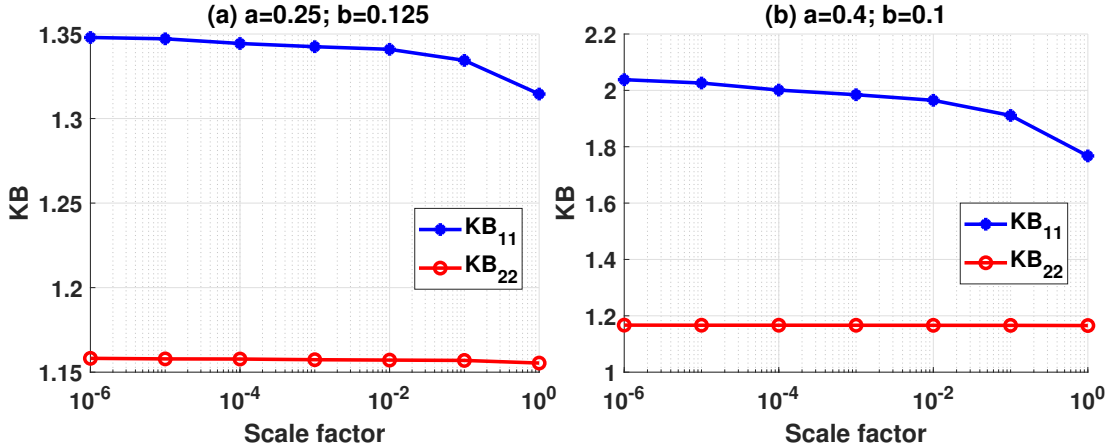 (a) a=0.25; b=0.125
1.35
1.3
1.25
1.2
1.15
KB
KB₁₁
KB₂₂
10⁻⁶
10⁻⁴
10⁻²
10⁰
Scale factor
(b) a=0.4; b=0.1
2.2
2
1.8
1.6
1.4
1.2
1
KB
KB₁₁
KB₂₂
10⁻⁶
10⁻⁴
10⁻²
10⁰
Scale factor